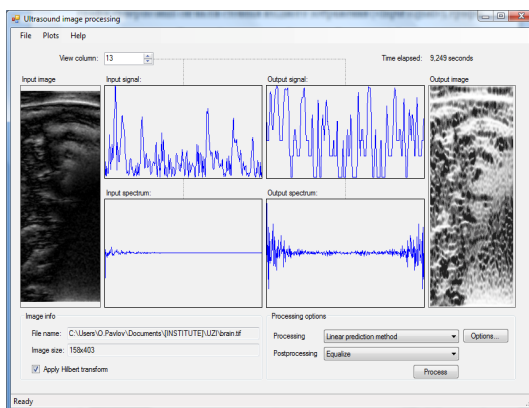 Ultrasound image processing
File Plots Help
View column: 13 Time elapsed: 9,249 seconds
Input image Input signal: Output signal: Output image
Input spectrum: Output spectrum:
Image info Processing options
File name: C:\Users\O.Pavlov\Documents\[INSTITUTE]\UZI\brain.tif
Processing Linear prediction method Options...
Image size: 158x403
Postprocessing Equalize
Apply Hilbert transform
Process
Ready